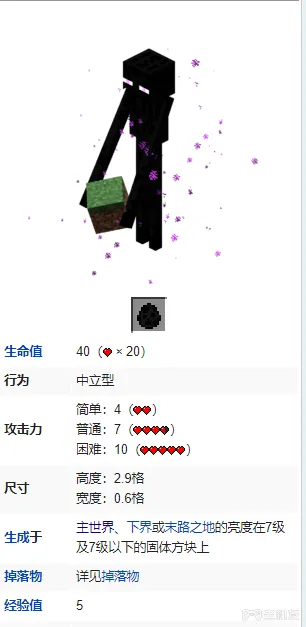 生命值 40（ × 20）
行为 中立型
攻击力 简单：4（）
普通：7（）
困难：10（）
尺寸 高度：2.9格
宽度：0.6格
生成于 主世界、下界或末路之地的亮度在7级
及7级以下的固体方块上
掉落物 详见掉落物
经验值 5